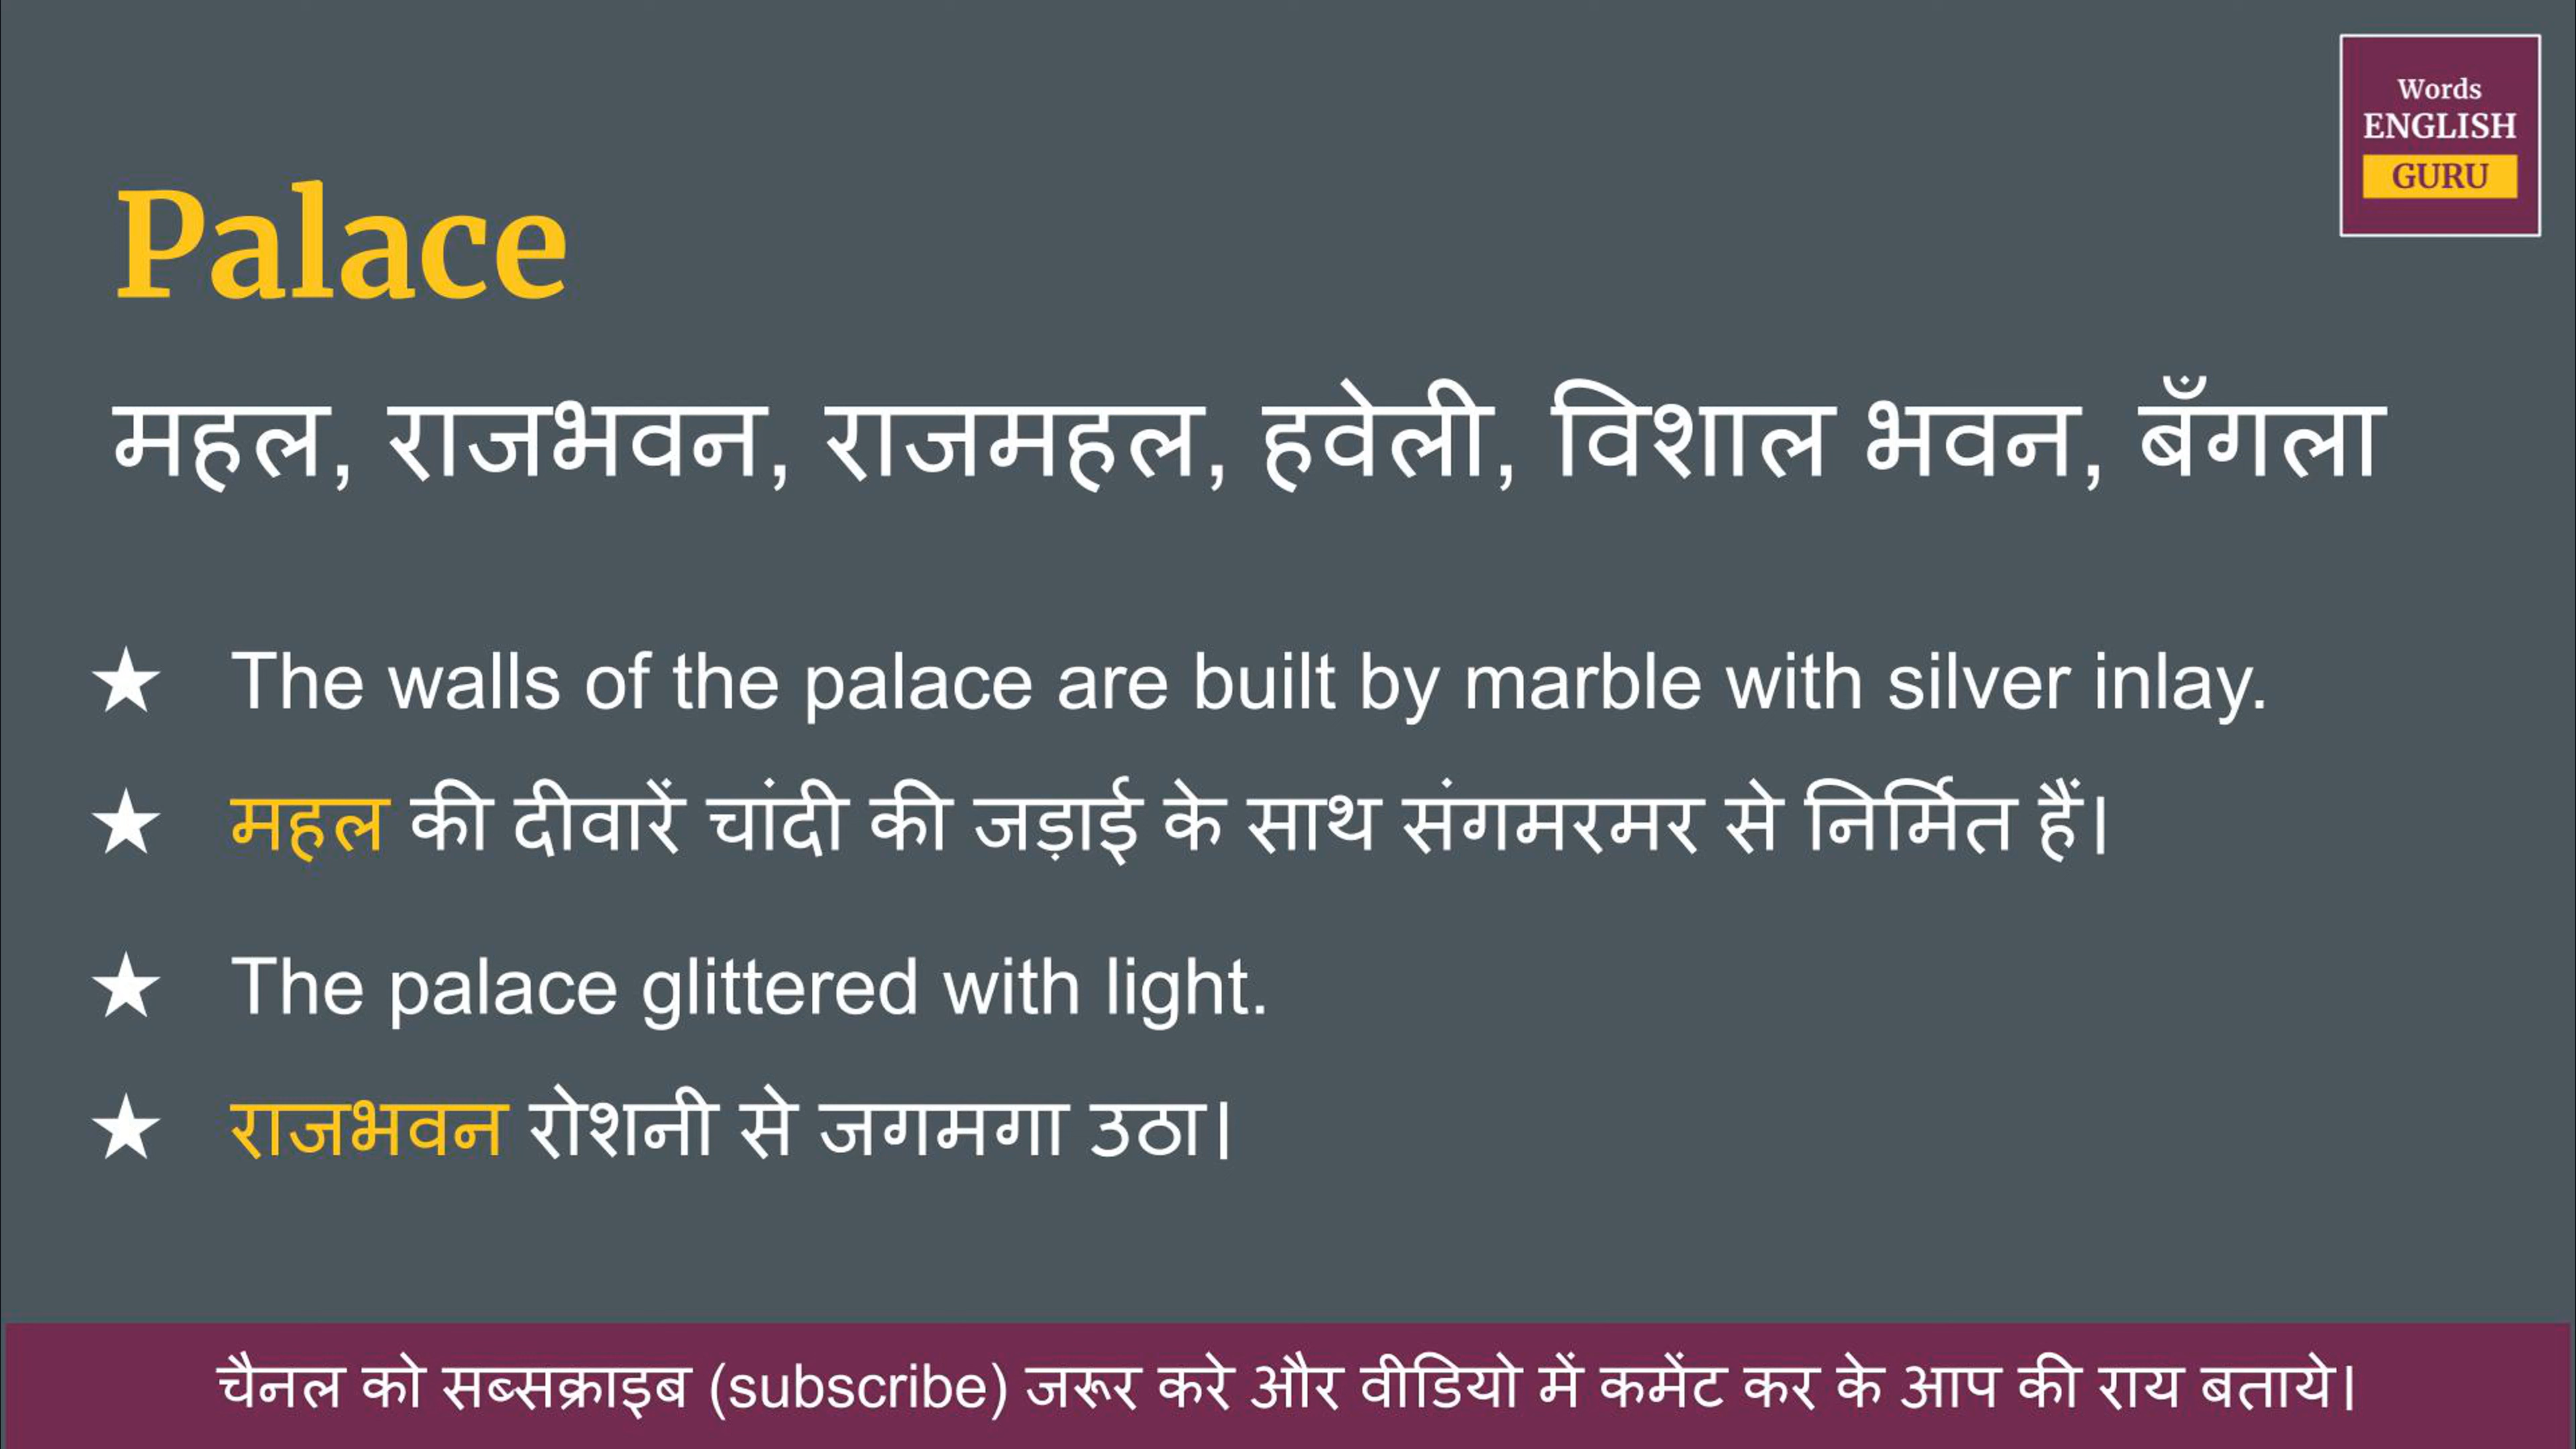 Words
ENGLISH
GURU
Palace
महल, राजभवन, राजमहल, हवेली, विशाल भवन, बँगला
★ The walls of the palace are built by marble with silver inlay.
★ महल की दीवारें चांदी की जड़ाई के साथ संगमरमर से निर्मित हैं।
★ The palace glittered with light.
★ राजभवन रोशनी से जगमगा उठा।
चैनल को सब्सक्राइब (subscribe) जरूर करे और वीडियो में कमेंट कर के आप की राय बताये।